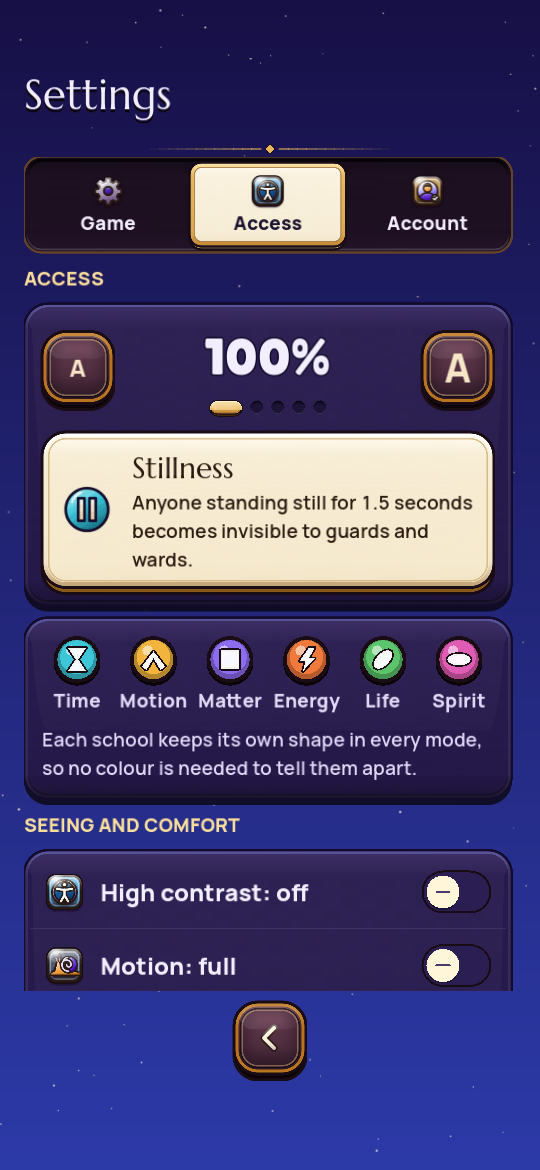 Settings
Game
Access
Account
ACCESS
A
100%
A
Stillness
Anyone standing still for 1.5 seconds
becomes invisible to guards and
wards.
Time
Motion
Matter
Energy
Life
Spirit
Each school keeps its own shape in every mode,
so no colour is needed to tell them apart.
SEEING AND COMFORT
High contrast: off
Motion: full